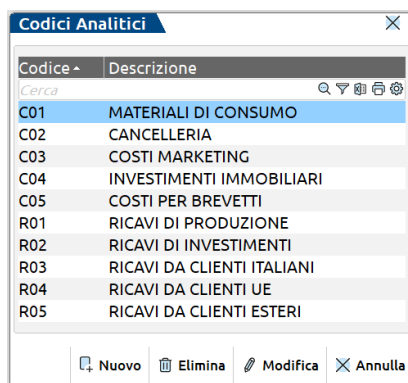 Codici Analitici
Codice Descrizione
Cerca
C01 MATERIALI DI CONSUMO
C02 CANCELLERIA
C03 COSTI MARKETING
C04 INVESTIMENTI IMMOBILIARI
C05 COSTI PER BREVETTI
R01 RICAVI DI PRODUZIONE
R02 RICAVI DI INVESTIMENTI
R03 RICAVI DA CLIENTI ITALIANI
R04 RICAVI DA CLIENTI UE
R05 RICAVI DA CLIENTI ESTERI
Nuovo Elimina Modifica Annulla